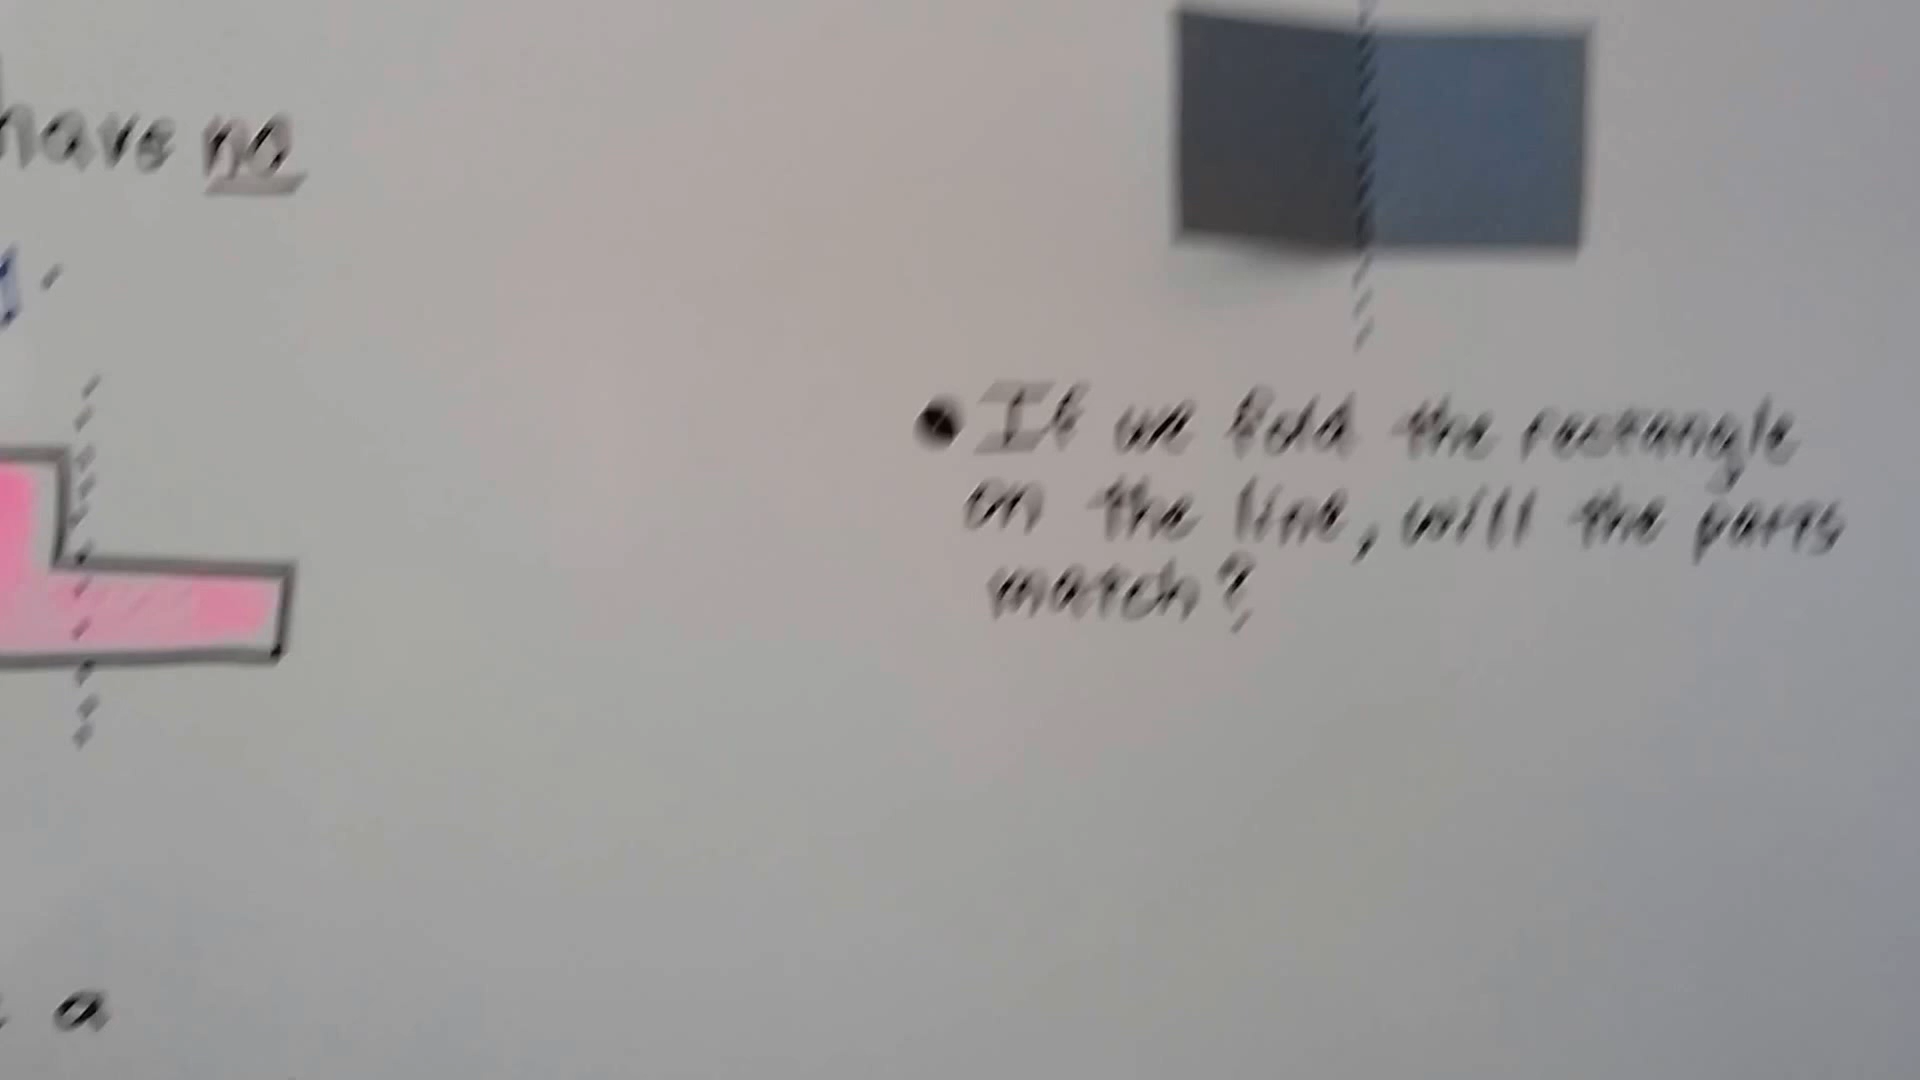 have no
• If we fold the rectangle
on the line, will the parts
match?
a